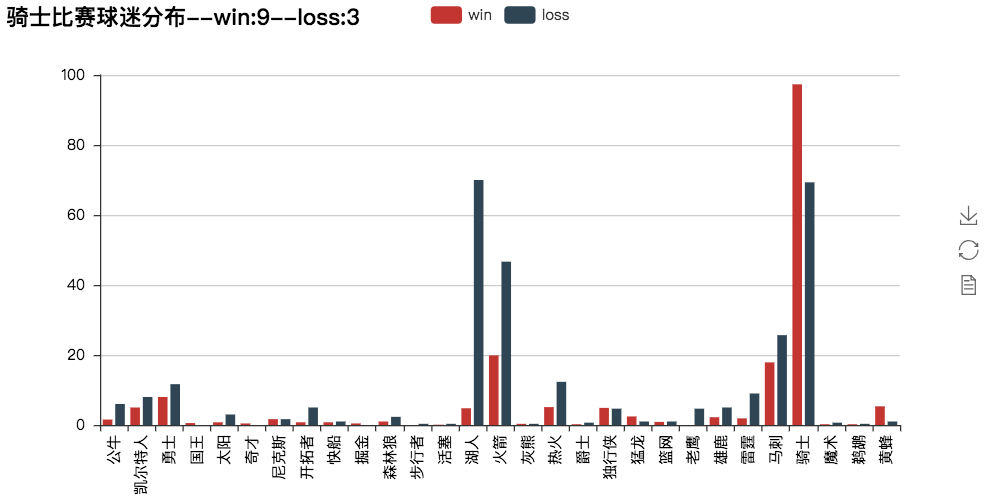 骑士比赛球迷分布--win:9--loss:3
win
loss
100
80
60
40
20
0
公牛
凯尔特人
勇士
国王
太阳
奇才
尼克斯
开拓者
快船
掘金
森林狼
步行者
活塞
湖人
火箭
灰熊
热火
爵士
独行侠
猛龙
篮网
老鹰
雄鹿
雷霆
马刺
骑士
魔术
鹈鹕
黄蜂